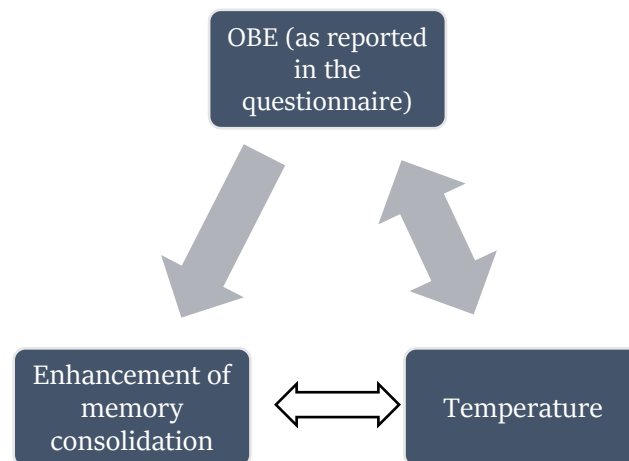 OBE (as reported
in the
questionnaire)
Enhancement of
memory
consolidation
Temperature